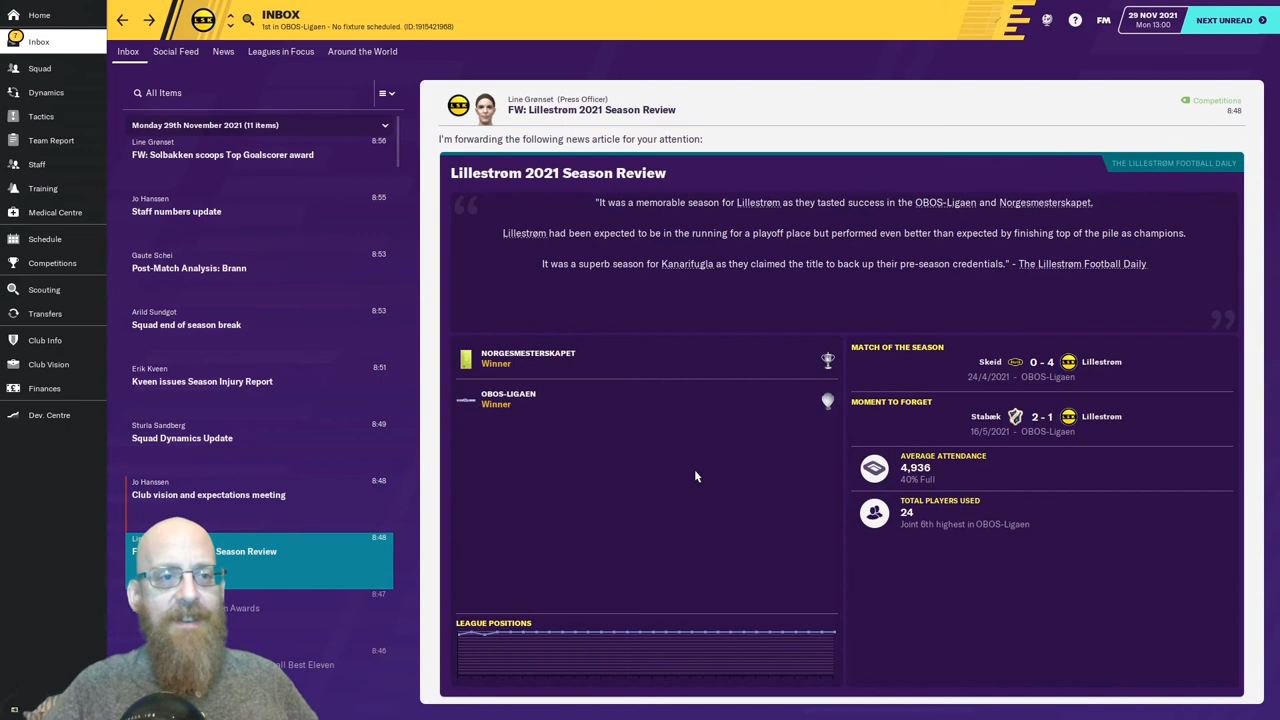 Home
7
Inbox
Squad
Dynamics
Tactics
Team Report
Staff
Training
Medical Centre
Schedule
Competitions
Scouting
Transfers
Club Info
Club Vision
Finances
Dev. Centre
LSK
INBOX
1st in OBOS-Ligaen - No fixture scheduled. (ID:1915421968)
?
FM
29 NOV 2021
Mon 13:00
NEXT UNREAD
Inbox
Social Feed
News
Leagues in Focus
Around the World
All Items
Monday 29th November 2021 (11 items)
Line Grønset 8:56
FW: Solbakken scoops Top Goalscorer award
Jo Hanssen 8:55
Staff numbers update
Gaute Schei 8:53
Post-Match Analysis: Brann
Arild Sundgot 8:53
Squad end of season break
Erik Kveen 8:51
Kveen issues Season Injury Report
Sturla Sandberg 8:49
Squad Dynamics Update
Jo Hanssen 8:48
Club vision and expectations meeting
8:48
Season Review
8:47
Awards
8:46
Best Eleven
LSK
Line Grønset (Press Officer)
FW: Lillestrøm 2021 Season Review
Competitions
8:48
I'm forwarding the following news article for your attention:
THE LILLESTRØM FOOTBALL DAILY
Lillestrøm 2021 Season Review
"It was a memorable season for Lillestrøm as they tasted success in the OBOS-Ligaen and Norgesmesterskapet.
Lillestrøm had been expected to be in the running for a playoff place but performed even better than expected by finishing top of the pile as champions.
It was a superb season for Kanarifugla as they claimed the title to back up their pre-season credentials." - The Lillestrøm Football Daily
NORGESMESTERSKAPET
Winner
OBOS-LIGAEN
Winner
LEAGUE POSITIONS
MATCH OF THE SEASON
Skeid 0 - 4 LSK Lillestrøm
24/4/2021 - OBOS-Ligaen
MOMENT TO FORGET
Stabæk 2 - 1 LSK Lillestrøm
16/5/2021 - OBOS-Ligaen
AVERAGE ATTENDANCE
4,936
40% Full
TOTAL PLAYERS USED
24
Joint 6th highest in OBOS-Ligaen